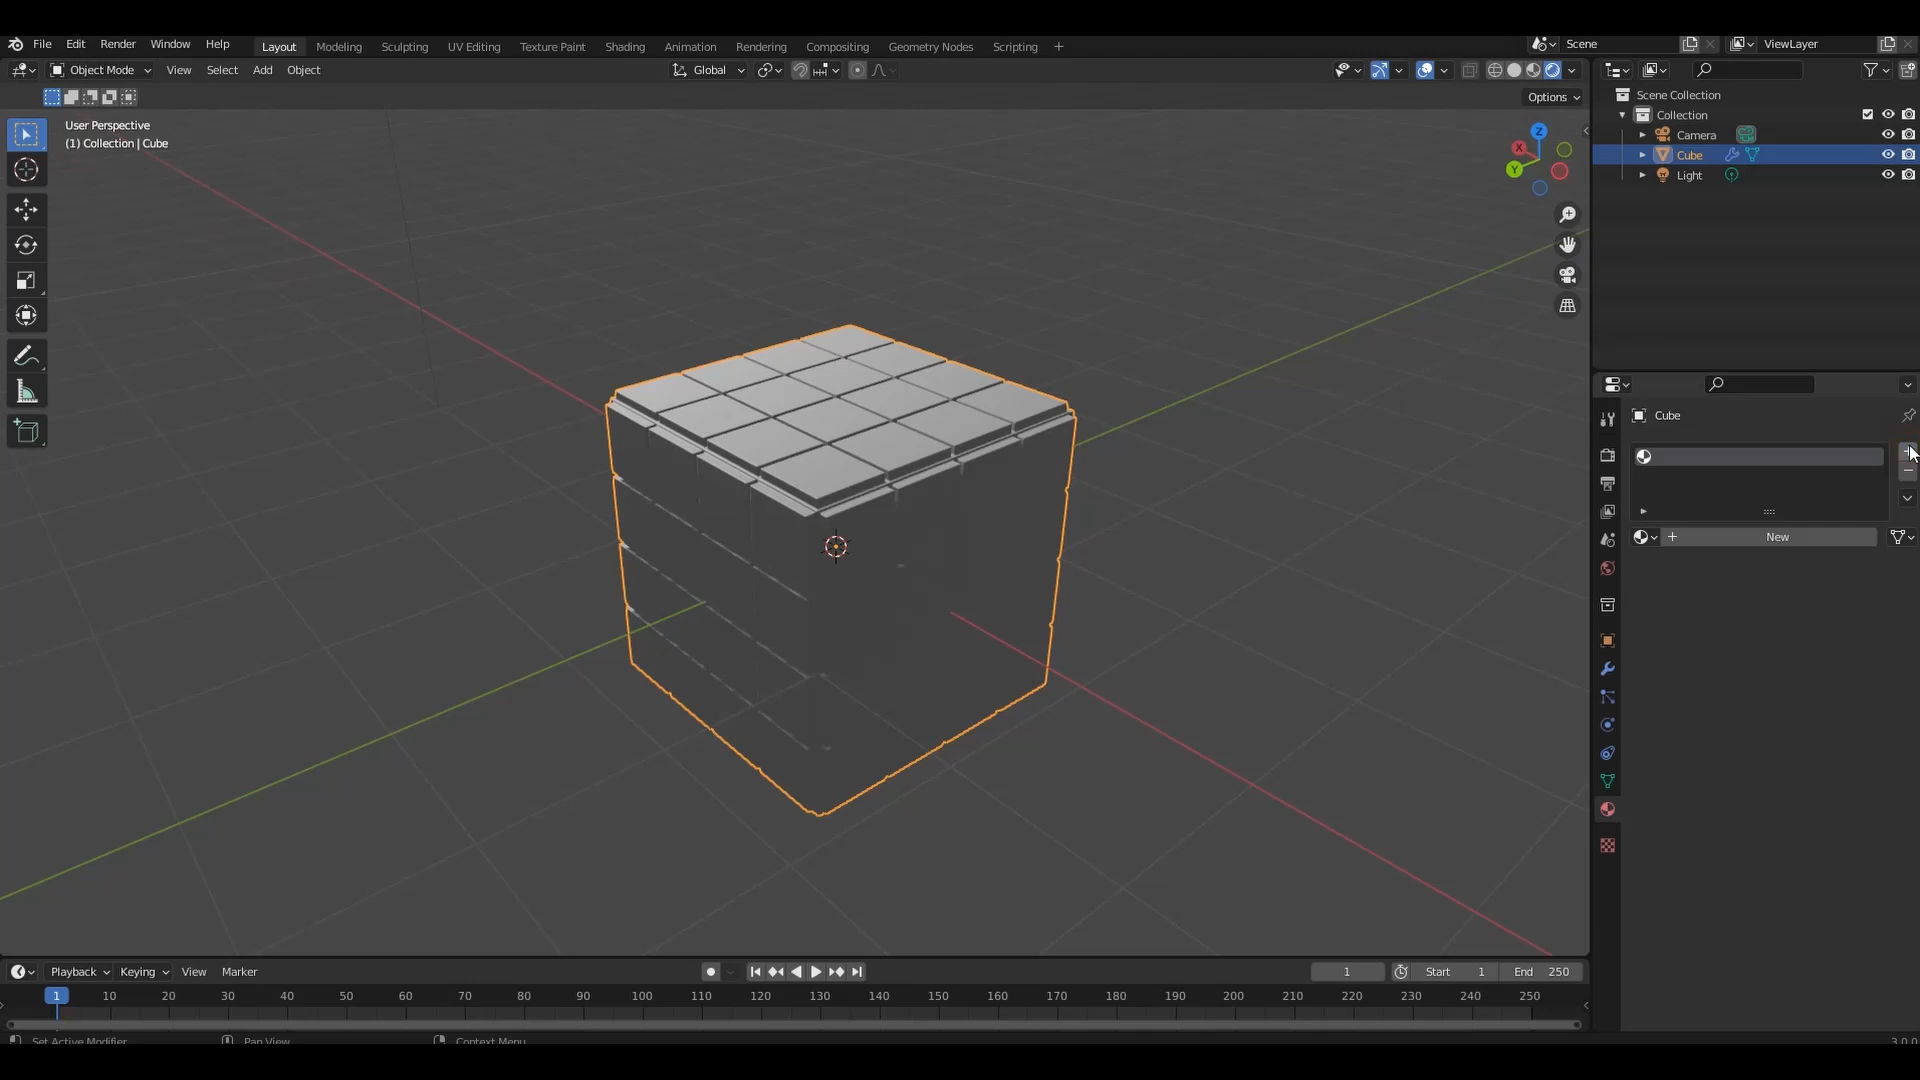 File Edit Render Window Help Layout Modeling Sculpting UV Editing Texture Paint Shading Animation Rendering Compositing Geometry Nodes Scripting + Scene ViewLayer
Object Mode View Select Add Object Global
Options
User Perspective
(1) Collection | Cube
Z
X
Y
Scene Collection
Collection
Camera
Cube
Light
Cube
+ New
Playback Keying View Marker 1 Start 1 End 250
1 10 20 30 40 50 60 70 80 90 100 110 120 130 140 150 160 170 180 190 200 210 220 230 240 250
Set Active Modifier Pan View Context Menu 3.0.0